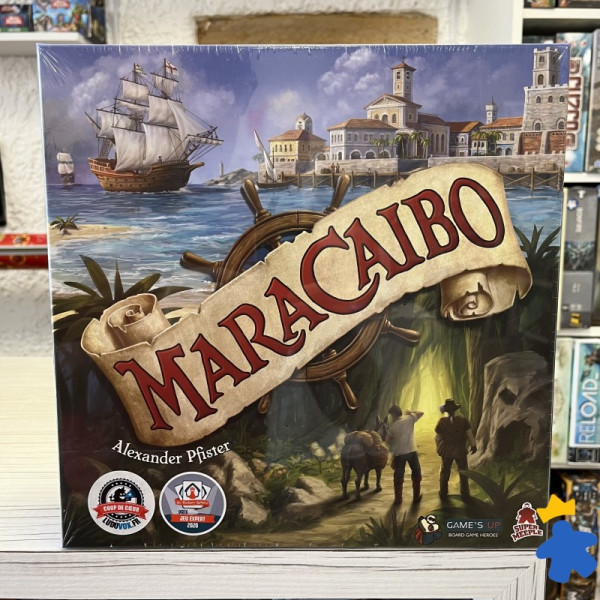 MARACAIBO
Alexander Pfister
COUP DE CŒUR
LUDOVOX.FR
JEU EXPERT
2020
GAME'S UP
BOARD GAME HEROES
SUPER
MEEPLE
RELOAD